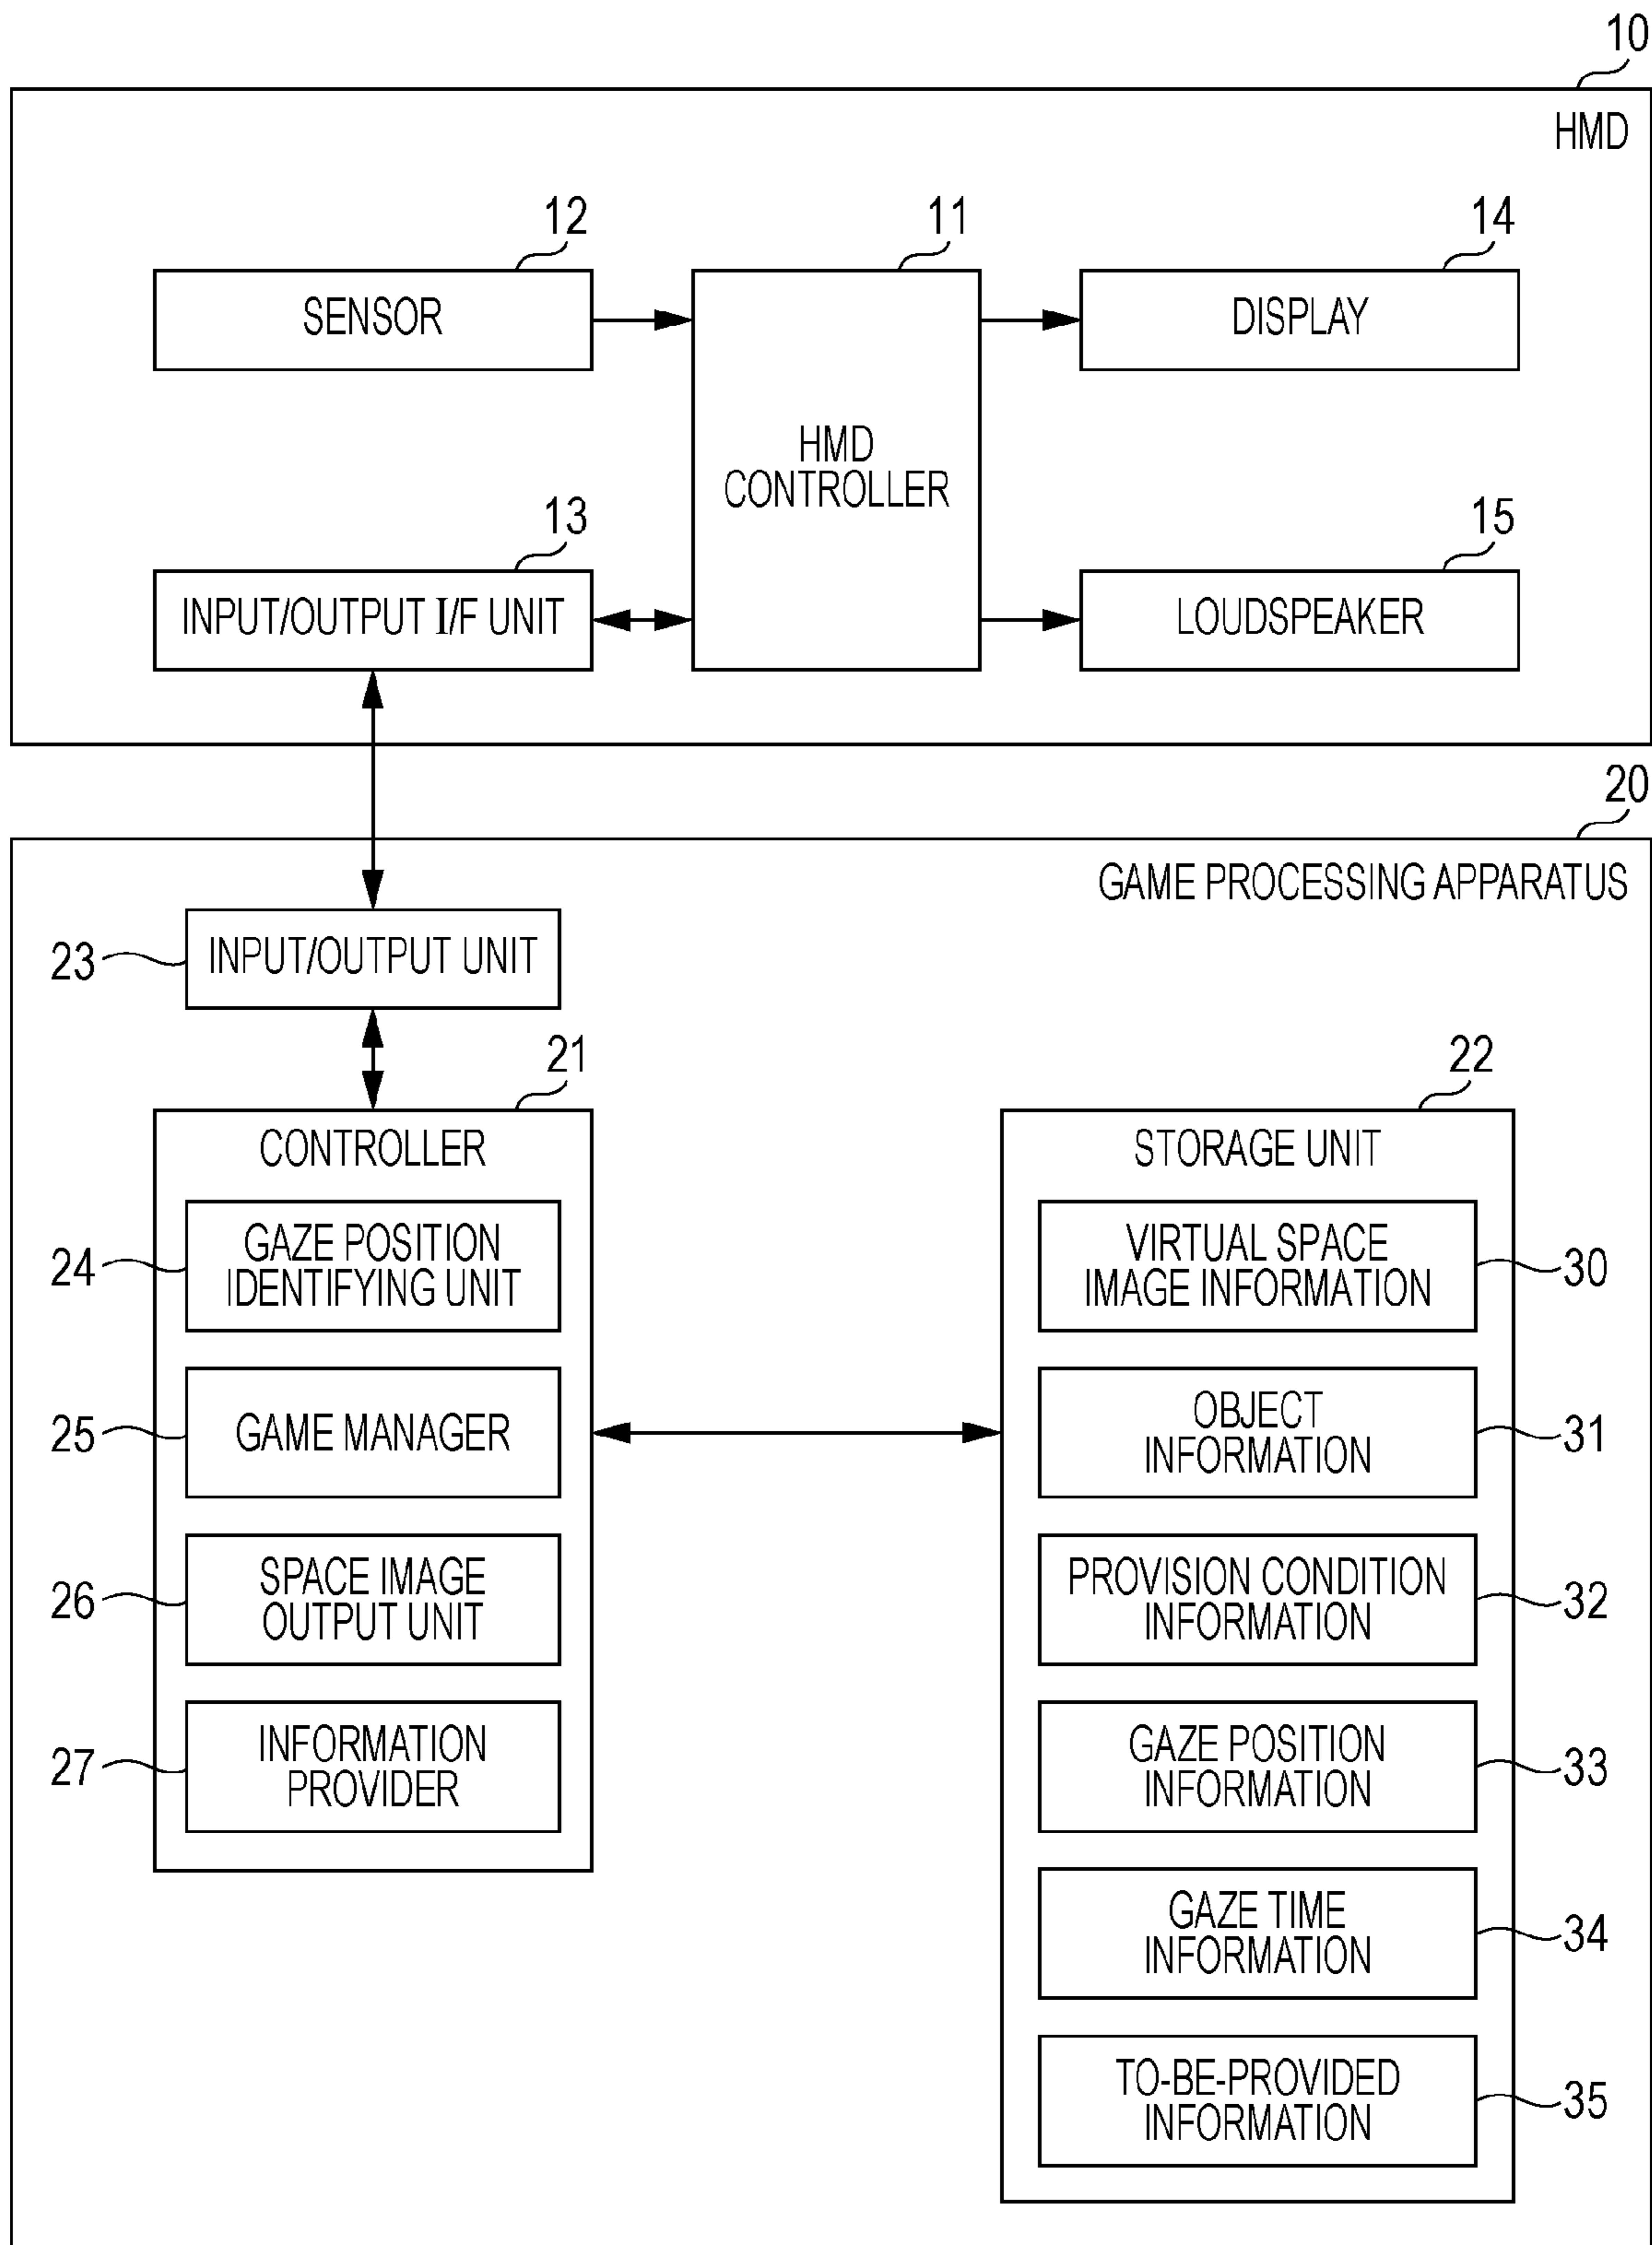 10
HMD
12
11
14
SENSOR
DISPLAY
HMD
CONTROLLER
13
15
INPUT/OUTPUT I/F UNIT
LOUDSPEAKER
20
GAME PROCESSING APPARATUS
23
INPUT/OUTPUT UNIT
21
22
CONTROLLER
STORAGE UNIT
24
GAZE POSITION
IDENTIFYING UNIT
VIRTUAL SPACE
IMAGE INFORMATION
30
25
GAME MANAGER
OBJECT
INFORMATION
31
26
SPACE IMAGE
OUTPUT UNIT
PROVISION CONDITION
INFORMATION
32
27
INFORMATION
PROVIDER
GAZE POSITION
INFORMATION
33
GAZE TIME
INFORMATION
34
TO-BE-PROVIDED
INFORMATION
35